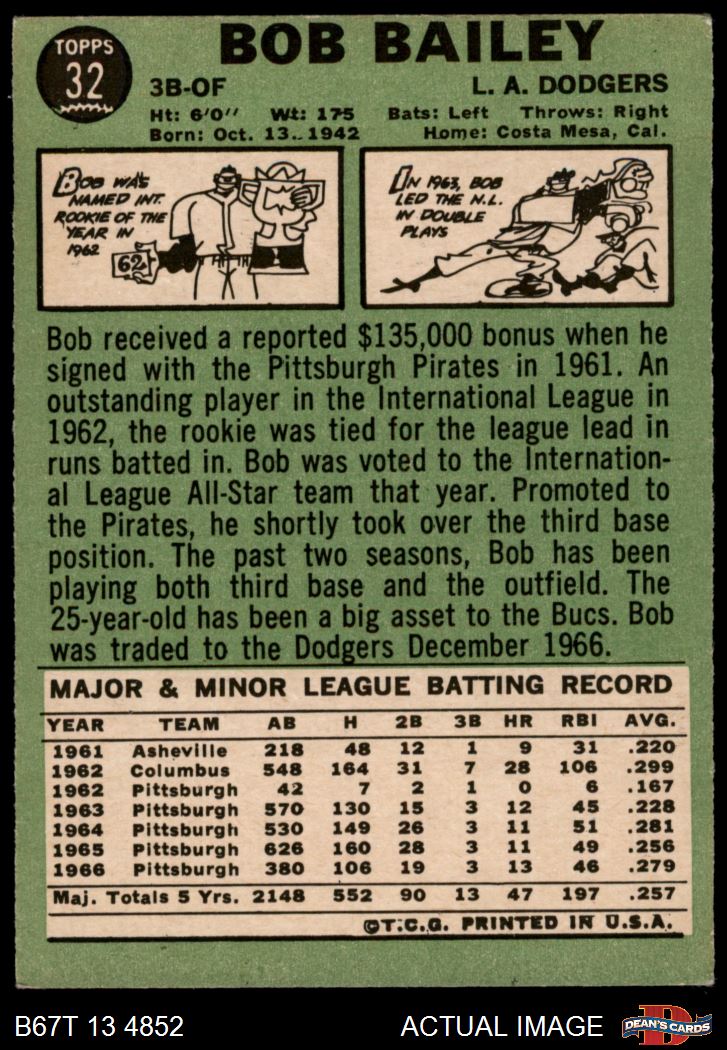 TOPPS
32
BOB BAILEY
3B-OF L. A. DODGERS
Ht: 6'0" Wt: 175 Bats: Left Throws: Right
Born: Oct. 13, 1942 Home: Costa Mesa, Cal.
BOB WAS
NAMED INT.
ROOKIE OF THE
YEAR IN
1962
62
IN 1963, BOB
LED THE N.L.
IN DOUBLE
PLAYS
Bob received a reported $135,000 bonus when he
signed with the Pittsburgh Pirates in 1961. An
outstanding player in the International League in
1962, the rookie was tied for the league lead in
runs batted in. Bob was voted to the Internation-
al League All-Star team that year. Promoted to
the Pirates, he shortly took over the third base
position. The past two seasons, Bob has been
playing both third base and the outfield. The
25-year-old has been a big asset to the Bucs. Bob
was traded to the Dodgers December 1966.
MAJOR & MINOR LEAGUE BATTING RECORD
YEAR TEAM AB H 2B 3B HR RBI AVG.
1961 Asheville 218 48 12 1 9 31 .220
1962 Columbus 548 164 31 7 28 106 .299
1962 Pittsburgh 42 7 2 1 0 6 .167
1963 Pittsburgh 570 130 15 3 12 45 .228
1964 Pittsburgh 530 149 26 3 11 51 .281
1965 Pittsburgh 626 160 28 3 11 49 .256
1966 Pittsburgh 380 106 19 3 13 46 .279
Maj. Totals 5 Yrs. 2148 552 90 13 47 197 .257
©T.C.G. PRINTED IN U.S.A.
B67T 13 4852 ACTUAL IMAGE
D
DEAN'S CARDS